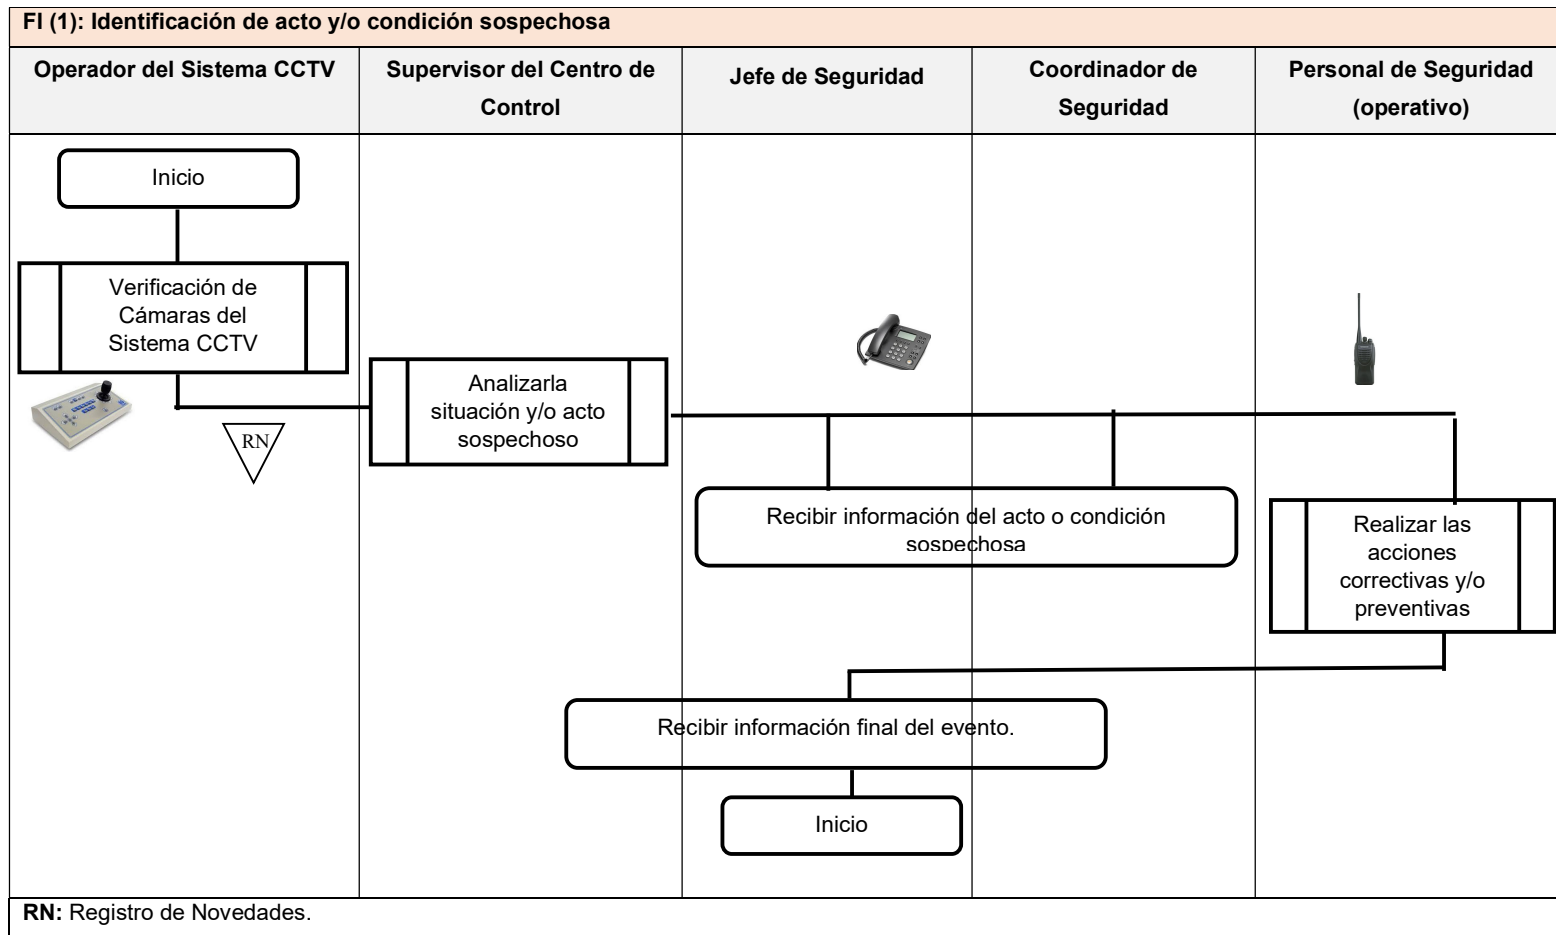 FI (1): Identificación de acto y/o condición sospechosa
Operador del Sistema CCTV
Supervisor del Centro de
Control
Jefe de Seguridad
Coordinador de
Seguridad
Personal de Seguridad
(operativo)
Inicio
Verificación de
Cámaras del
Sistema CCTV
RN
Analizarla
situación y/o acto
sospechoso
Recibir información del acto o condición
sospechosa
Realizar las
acciones
correctivas y/o
preventivas
Recibir información final del evento.
Inicio
RN: Registro de Novedades.